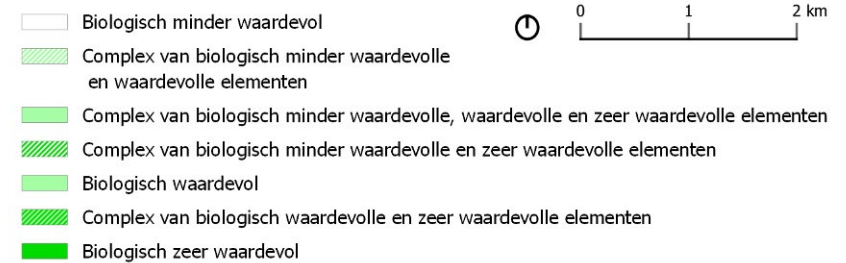 Biologisch minder waardevol
0 1 2 km
Complex van biologisch minder waardevolle
en waardevolle elementen
Complex van biologisch minder waardevolle, waardevolle en zeer waardevolle elementen
Complex van biologisch minder waardevolle en zeer waardevolle elementen
Biologisch waardevol
Complex van biologisch waardevolle en zeer waardevolle elementen
Biologisch zeer waardevol